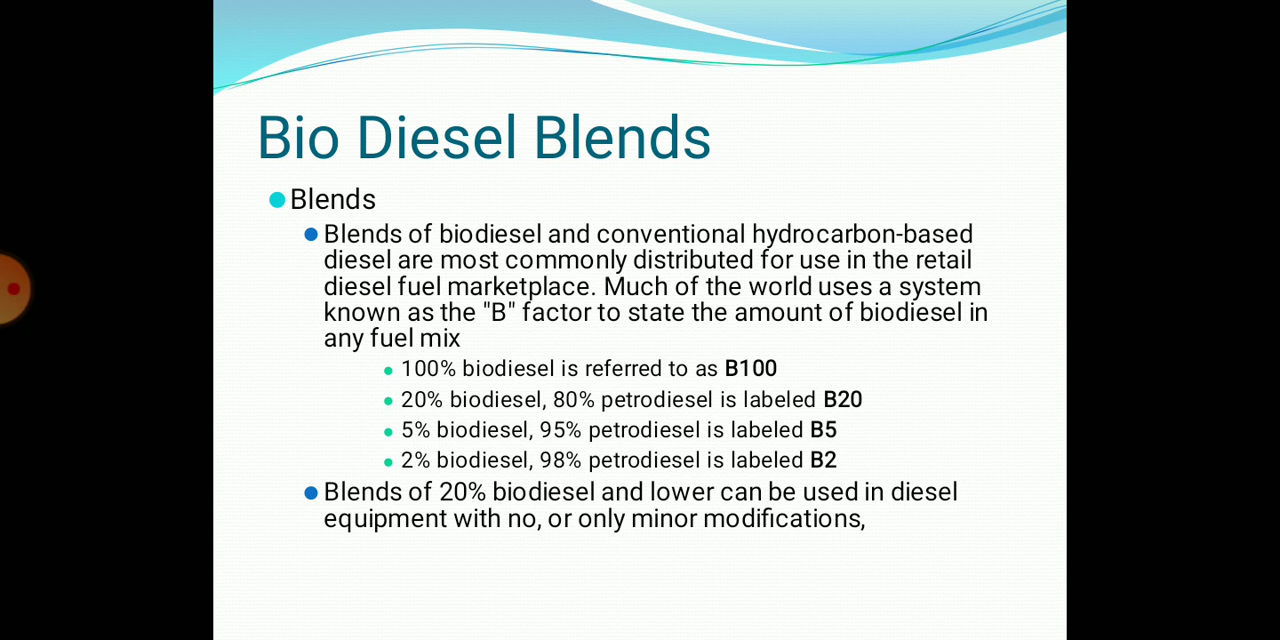 Bio Diesel Blends
Blends
Blends of biodiesel and conventional hydrocarbon-based
diesel are most commonly distributed for use in the retail
diesel fuel marketplace. Much of the world uses a system
known as the "B" factor to state the amount of biodiesel in
any fuel mix
100% biodiesel is referred to as B100
20% biodiesel, 80% petrodiesel is labeled B20
5% biodiesel, 95% petrodiesel is labeled B5
2% biodiesel, 98% petrodiesel is labeled B2
Blends of 20% biodiesel and lower can be used in diesel
equipment with no, or only minor modifications,